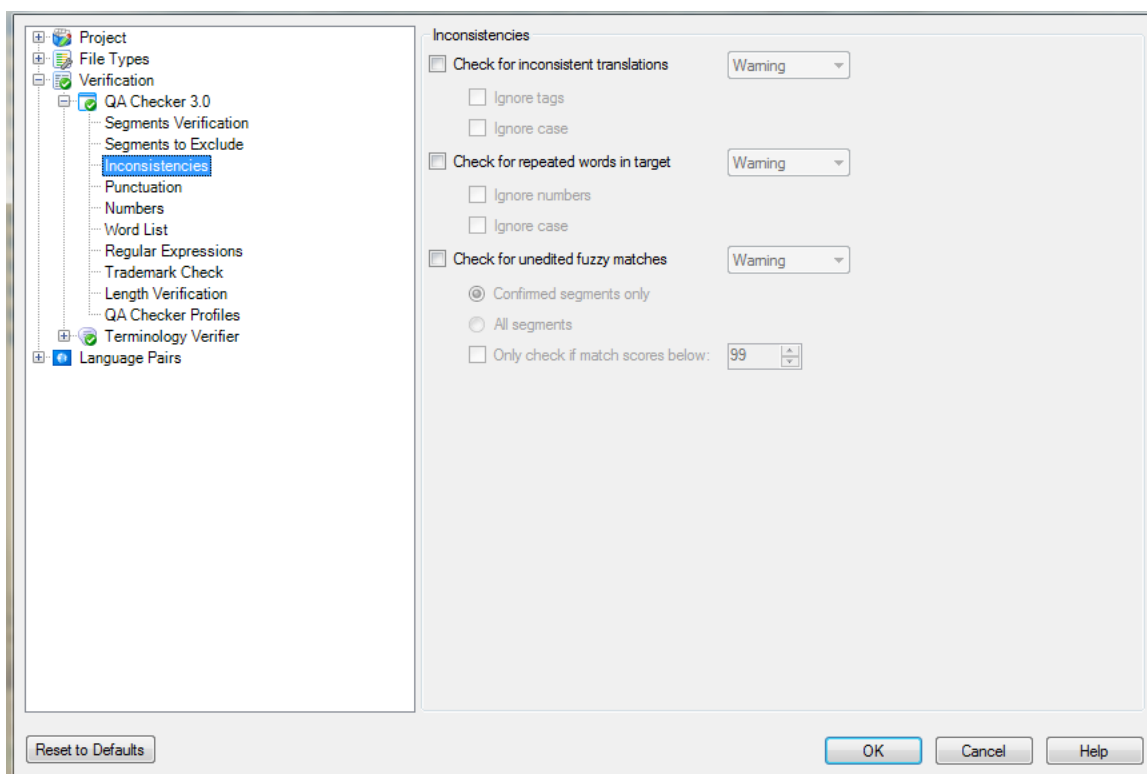 Project
File Types
Verification
QA Checker 3.0
Segments Verification
Segments to Exclude
Inconsistencies
Punctuation
Numbers
Word List
Regular Expressions
Trademark Check
Length Verification
QA Checker Profiles
Terminology Verifier
Language Pairs
Inconsistencies
Check for inconsistent translations Warning
Ignore tags
Ignore case
Check for repeated words in target Warning
Ignore numbers
Ignore case
Check for unedited fuzzy matches Warning
Confirmed segments only
All segments
Only check if match scores below: 99
Reset to Defaults OK Cancel Help